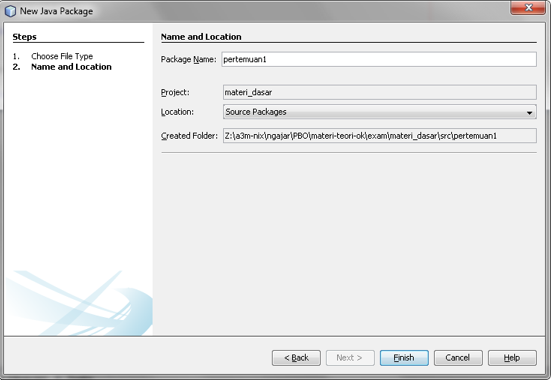 New Java Package
Steps
1. Choose File Type
2. Name and Location
Name and Location
Package Name: pertemuan1
Project: materi_dasar
Location: Source Packages
Created Folder: Z:\a3m-nix\ngajar\PBO\materi-teori-ok\exam\materi_dasar\src\pertemuan1
< Back Next > Finish Cancel Help